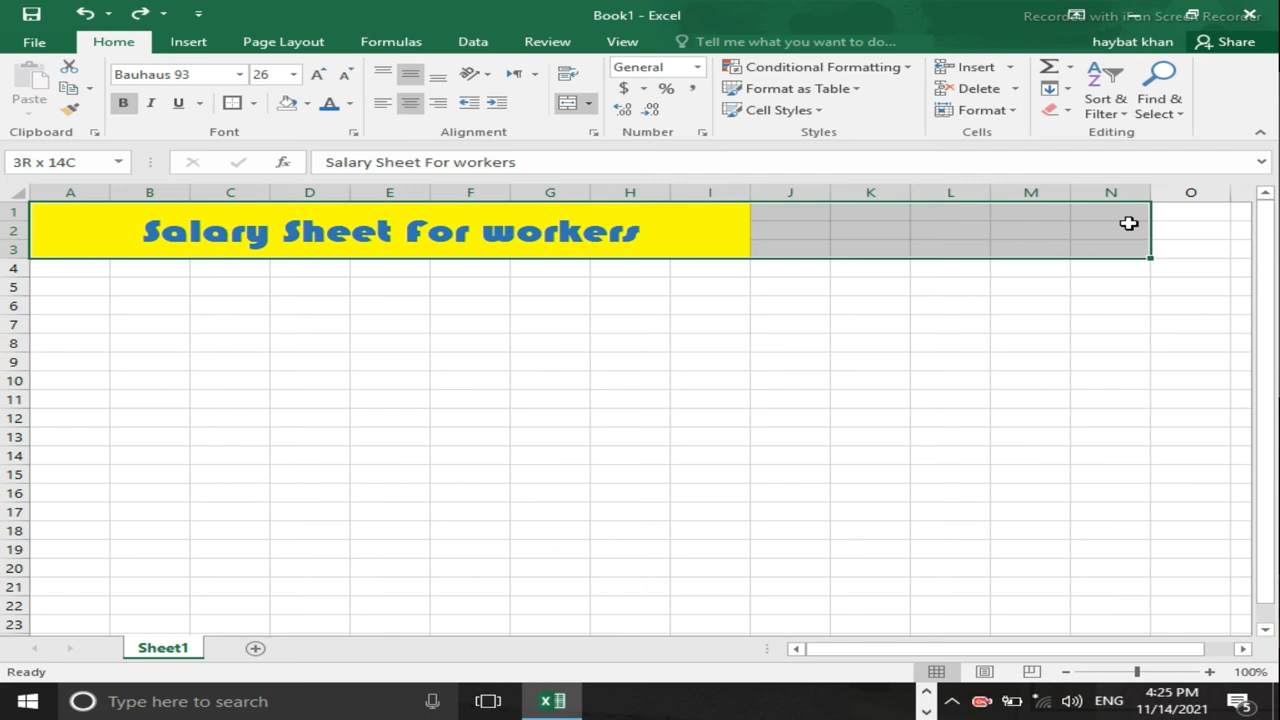 Book1 - Excel
Recorded with iFun Screen Recorder
File Home Insert Page Layout Formulas Data Review View Tell me what you want to do... haybat khan Share
Paste
Bauhaus 93 26
B I U A
General
$ % ,
Conditional Formatting
Format as Table
Cell Styles
Insert
Delete
Format
Sort & Filter
Find & Select
Clipboard Font Alignment Number Styles Cells Editing
3R x 14C fx Salary Sheet For workers
A B C D E F G H I J K L M N O
1
2
3
Salary Sheet For workers
4
5
6
7
8
9
10
11
12
13
14
15
16
17
18
19
20
21
22
23
Sheet1
Ready 100%
Type here to search
ENG
4:25 PM
11/14/2021
5